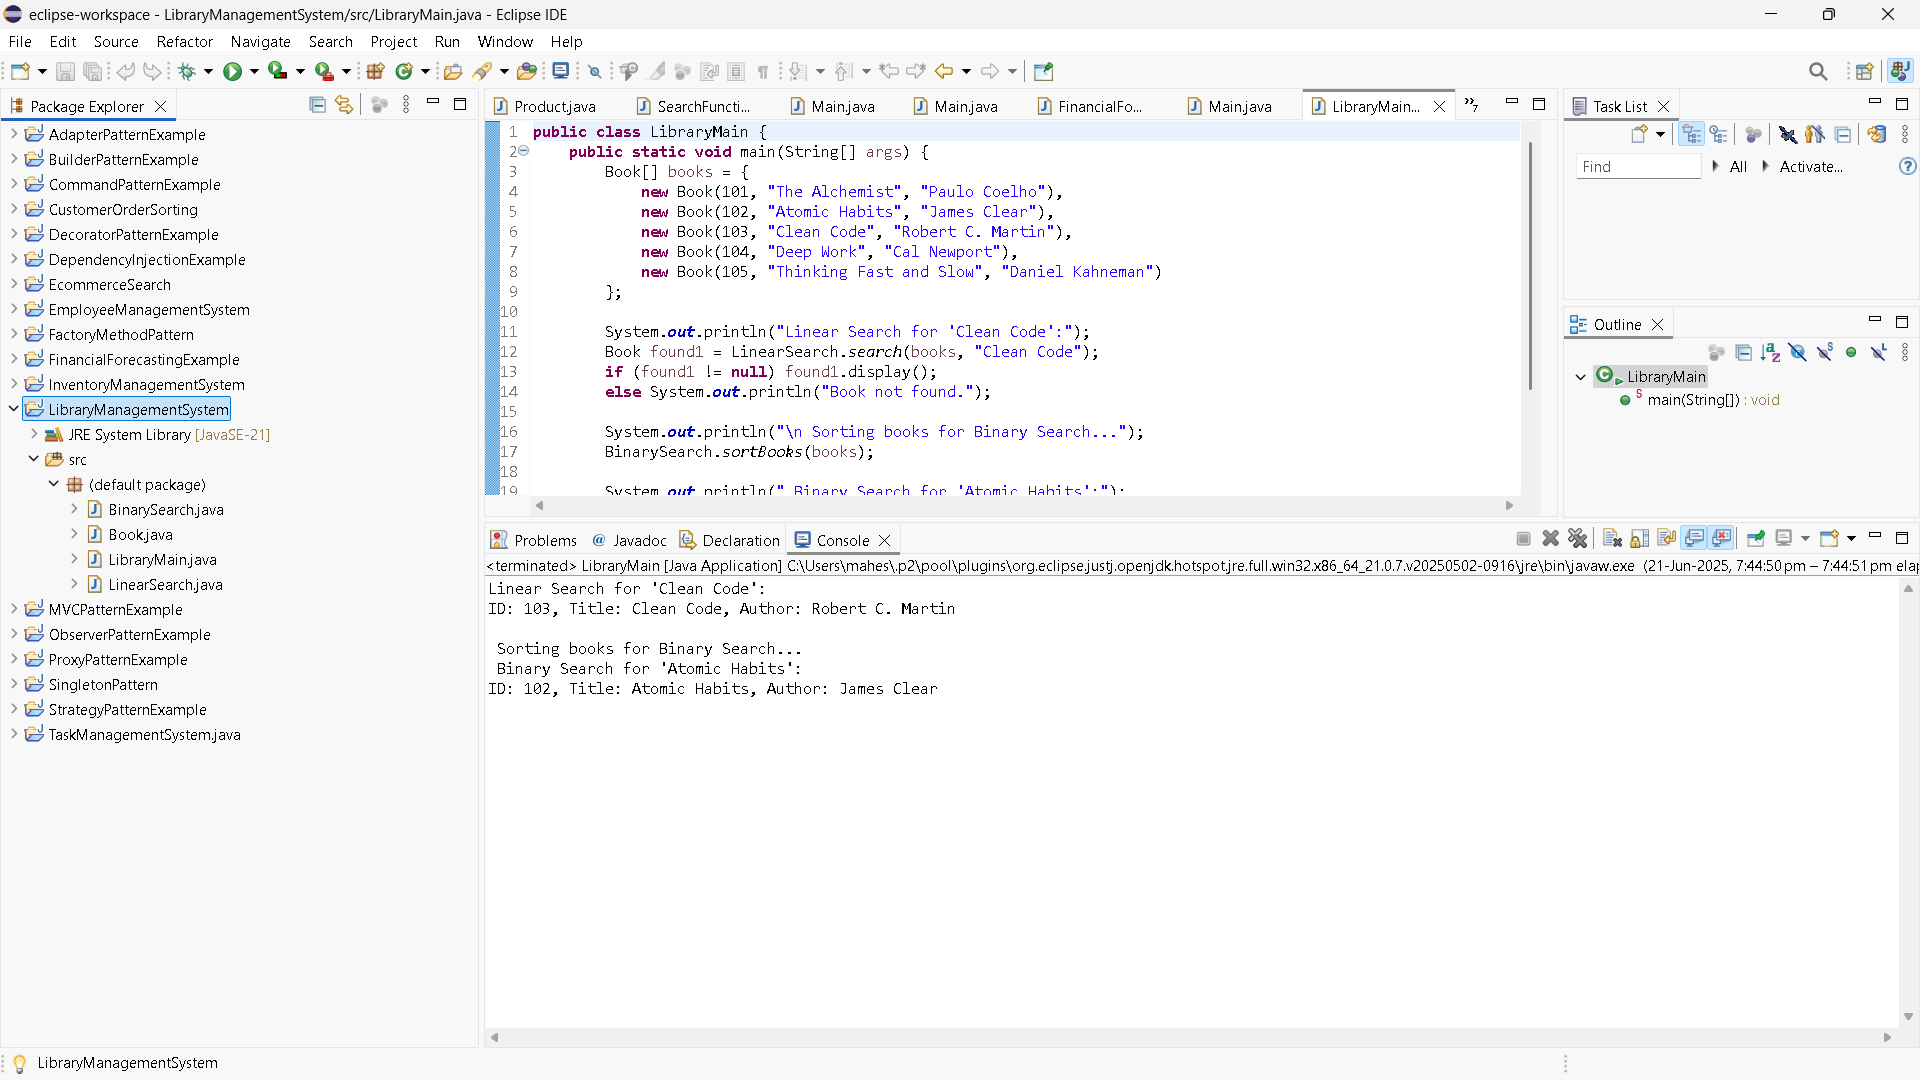 eclipse-workspace - LibraryManagementSystem/src/LibraryMain.java - Eclipse IDE
File Edit Source Refactor Navigate Search Project Run Window Help
Package Explorer
AdapterPatternExample
BuilderPatternExample
CommandPatternExample
CustomerOrderSorting
DecoratorPatternExample
DependencyInjectionExample
EcommerceSearch
EmployeeManagementSystem
FactoryMethodPattern
FinancialForecastingExample
InventoryManagementSystem
LibraryManagementSystem
JRE System Library [JavaSE-21]
src
(default package)
BinarySearch.java
Book.java
LibraryMain.java
LinearSearch.java
MVCPatternExample
ObserverPatternExample
ProxyPatternExample
SingletonPattern
StrategyPatternExample
TaskManagementSystem.java
Product.java SearchFuncti... Main.java Main.java FinancialFo... Main.java LibraryMain... »7
1 public class LibraryMain {
2 public static void main(String[] args) {
3 Book[] books = {
4 new Book(101, "The Alchemist", "Paulo Coelho"),
5 new Book(102, "Atomic Habits", "James Clear"),
6 new Book(103, "Clean Code", "Robert C. Martin"),
7 new Book(104, "Deep Work", "Cal Newport"),
8 new Book(105, "Thinking Fast and Slow", "Daniel Kahneman")
9 };
10
11 System.out.println("Linear Search for 'Clean Code':");
12 Book found1 = LinearSearch.search(books, "Clean Code");
13 if (found1 != null) found1.display();
14 else System.out.println("Book not found.");
15
16 System.out.println("\n Sorting books for Binary Search...");
17 BinarySearch.sortBooks(books);
18
19 System.out.println(" Binary Search for 'Atomic Habits':");
Problems @ Javadoc Declaration Console
<terminated> LibraryMain [Java Application] C:\Users\mahes\.p2\pool\plugins\org.eclipse.justj.openjdk.hotspot.jre.full.win32.x86_64_21.0.7.v20250502-0916\jre\bin\javaw.exe (21-Jun-2025, 7:44:50 pm – 7:44:51 pm elap
Linear Search for 'Clean Code':
ID: 103, Title: Clean Code, Author: Robert C. Martin
Sorting books for Binary Search...
Binary Search for 'Atomic Habits':
ID: 102, Title: Atomic Habits, Author: James Clear
Task List
Find All Activate...
Outline
LibraryMain
main(String[]) : void
LibraryManagementSystem